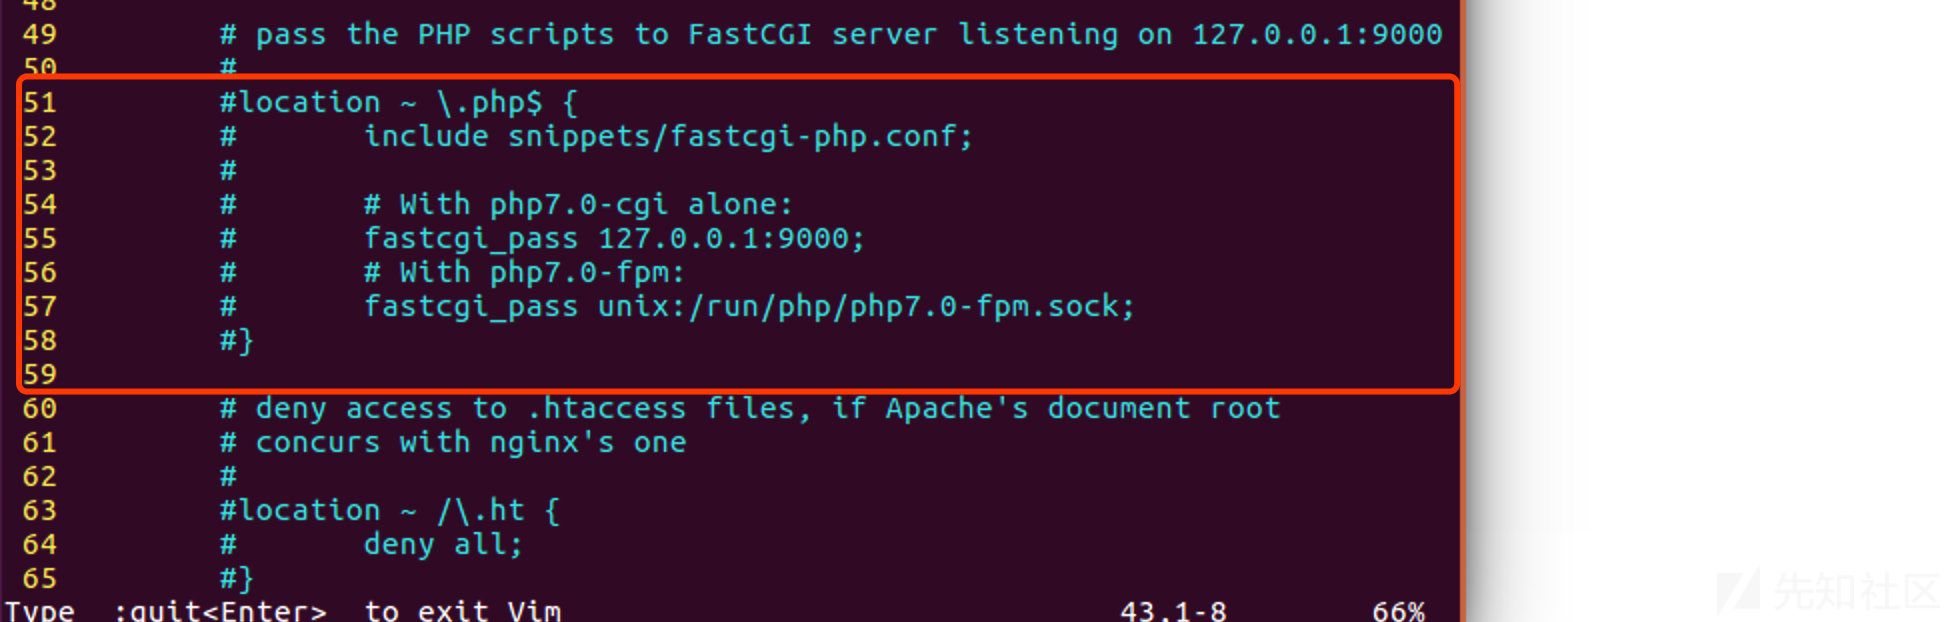 48
49         # pass the PHP scripts to FastCGI server listening on 127.0.0.1:9000
50         #
51         #location ~ \.php$ {
52         #       include snippets/fastcgi-php.conf;
53         #
54         #       # With php7.0-cgi alone:
55         #       fastcgi_pass 127.0.0.1:9000;
56         #       # With php7.0-fpm:
57         #       fastcgi_pass unix:/run/php/php7.0-fpm.sock;
58         #}
59
60         # deny access to .htaccess files, if Apache's document root
61         # concurs with nginx's one
62         #
63         #location ~ /\.ht {
64         #       deny all;
65         #}
Type  :quit<Enter>  to exit Vim                               43,1-8        66%
先知社区